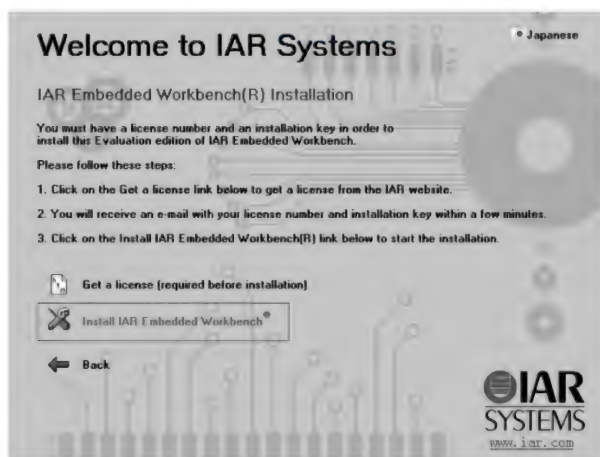 Welcome to IAR Systems
Japanese
IAR Embedded Workbench(R) Installation
You must have a license number and an installation key in order to
install this Evaluation edition of IAR Embedded Workbench.
Please follow these steps:
1. Click on the Get a license link below to get a license from the IAR website.
2. You will receive an e-mail with your license number and installation key within a few minutes.
3. Click on the Install IAR Embedded Workbench(R) link below to start the installation.
Get a license (required before installation)
Install IAR Embedded Workbench®
Back
IAR
SYSTEMS
www.iar.com